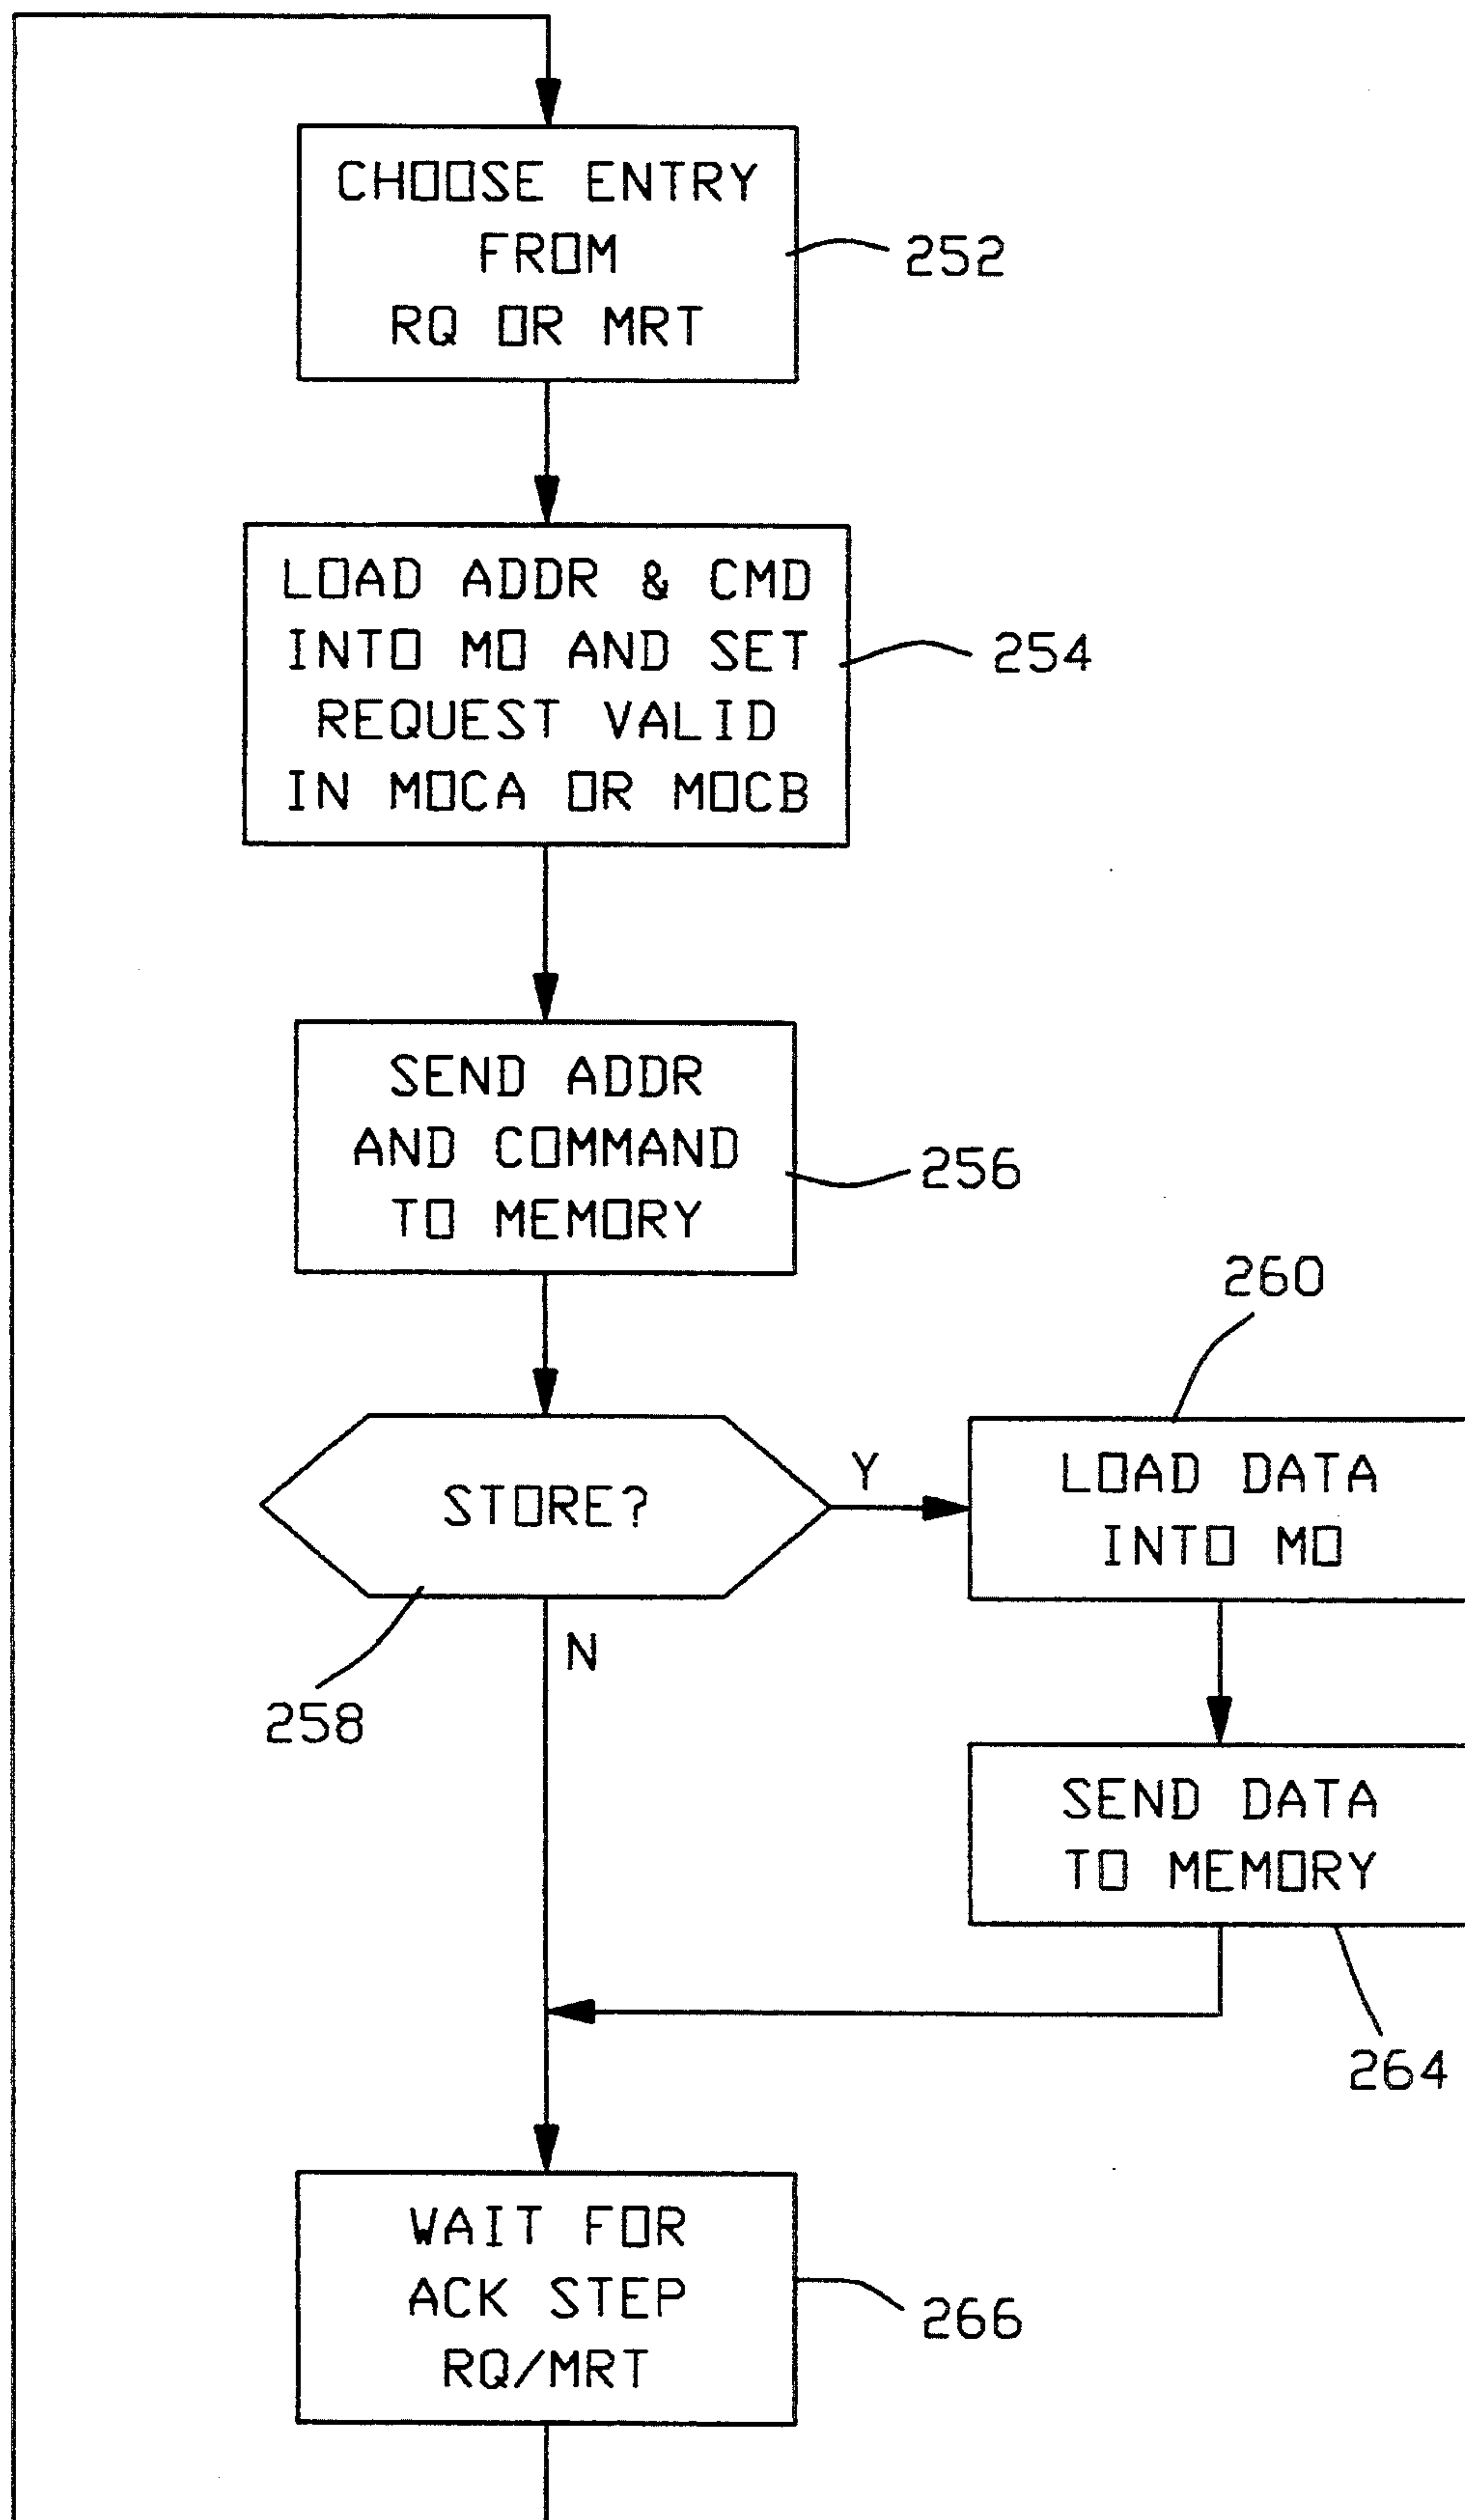 CHOOSE ENTRY
FROM
RQ OR MRT
252
LOAD ADDR & CMD
INTO MO AND SET
REQUEST VALID
IN MOCA OR MOCB
254
SEND ADDR
AND COMMAND
TO MEMORY
256
260
STORE?
Y
LOAD DATA
INTO MO
N
258
SEND DATA
TO MEMORY
264
WAIT FOR
ACK STEP
RQ/MRT
266